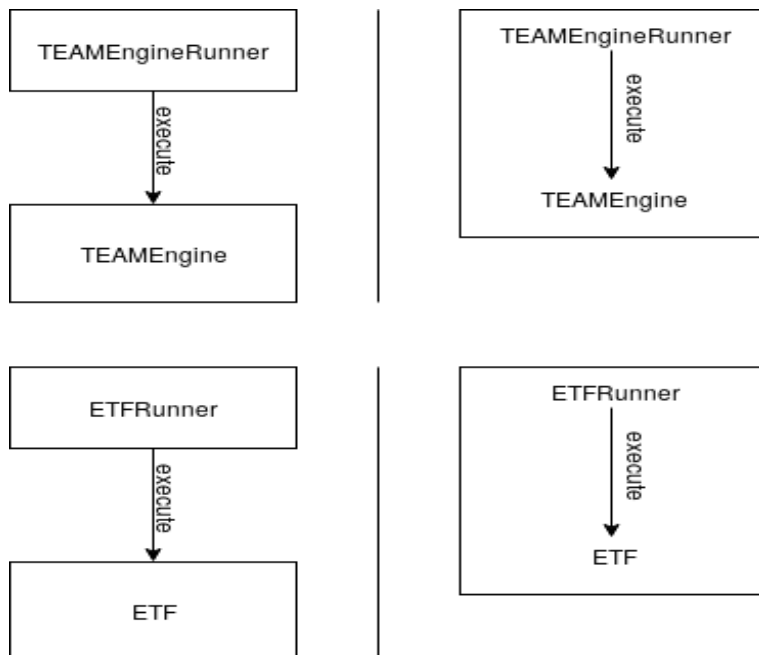 TEAMEngineRunner
execute
TEAMEngine
TEAMEngineRunner
execute
TEAMEngine
ETFRunner
execute
ETF
ETFRunner
execute
ETF